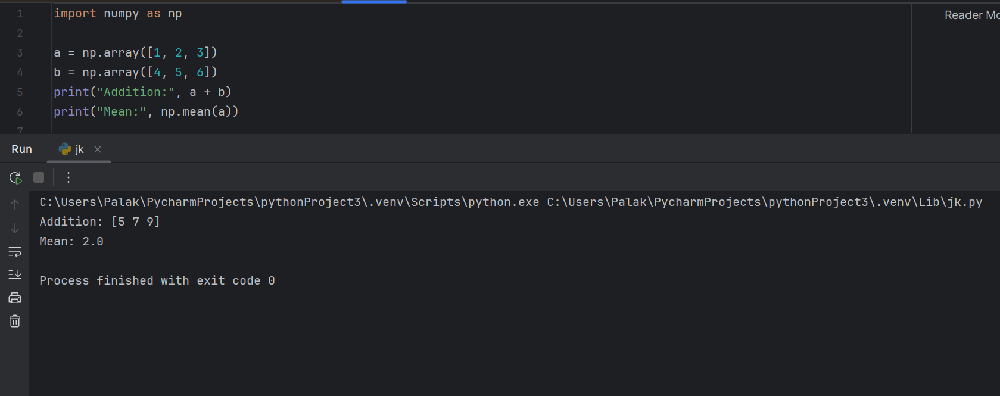 1 import numpy as np
2
3 a = np.array([1, 2, 3])
4 b = np.array([4, 5, 6])
5 print("Addition:", a + b)
6 print("Mean:", np.mean(a))
7
Reader Mo
Run jk
C:\Users\Palak\PycharmProjects\pythonProject3\.venv\Scripts\python.exe C:\Users\Palak\PycharmProjects\pythonProject3\.venv\Lib\jk.py
Addition: [5 7 9]
Mean: 2.0
Process finished with exit code 0